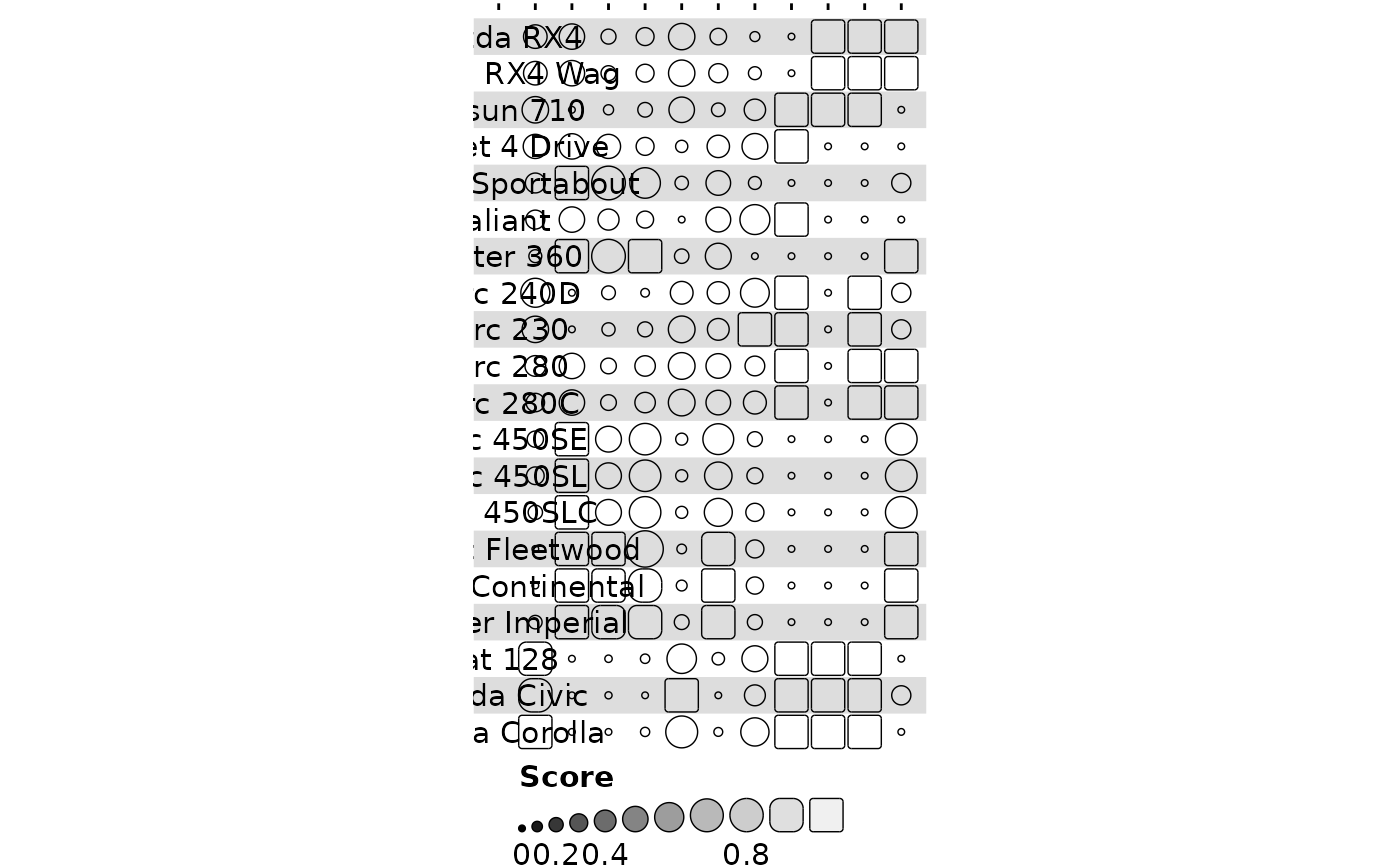 da RX4
RX4 Wag
sun 710
et 4 Drive
Sportabout
aliant
ter 360
c 240D
rc 230
rc 280
rc 280C
c 450SE
c 450SL
450SLC
Fleetwood
Continental
er Imperial
at 128
da Civic
a Corolla
Score
00.20.4 0.8